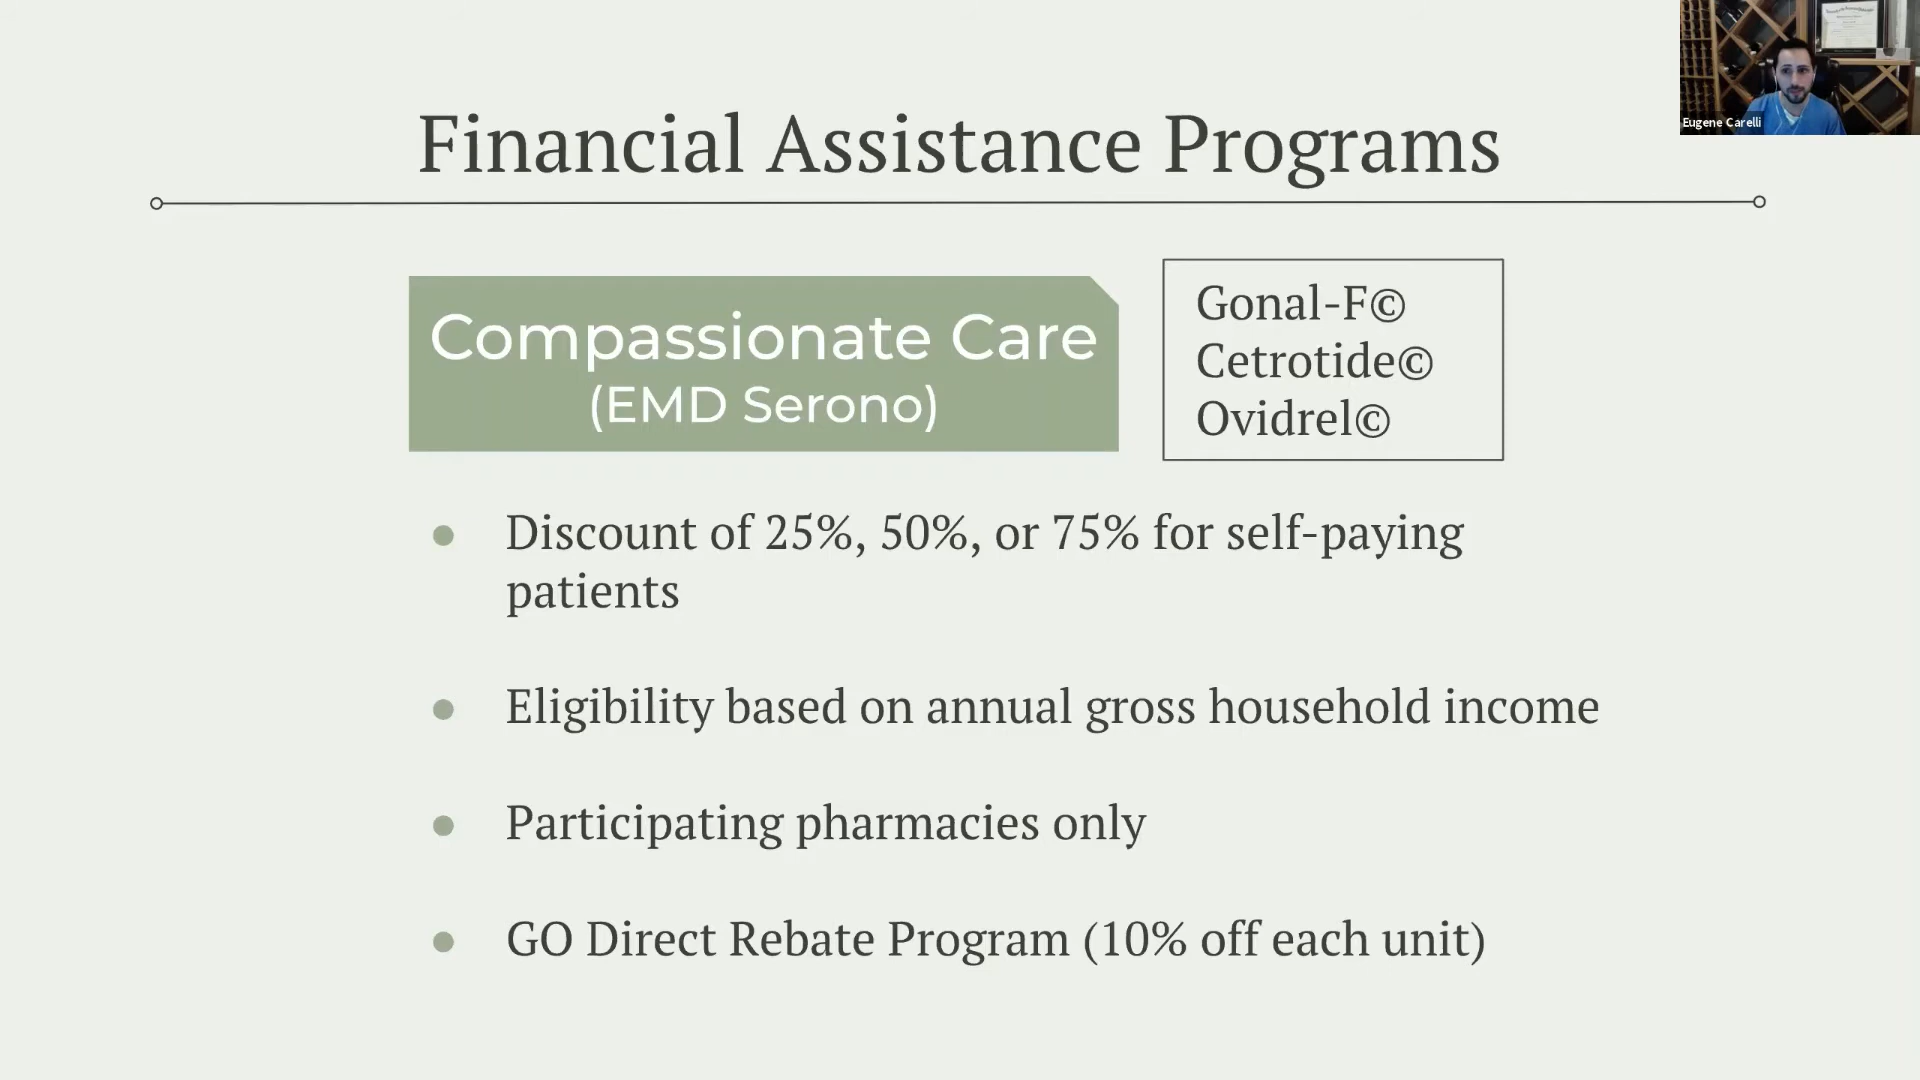 Financial Assistance Programs
Eugene Carelli
Compassionate Care
(EMD Serono)
Gonal-F©
Cetrotide©
Ovidrel©
Discount of 25%, 50%, or 75% for self-paying
patients
Eligibility based on annual gross household income
Participating pharmacies only
GO Direct Rebate Program (10% off each unit)